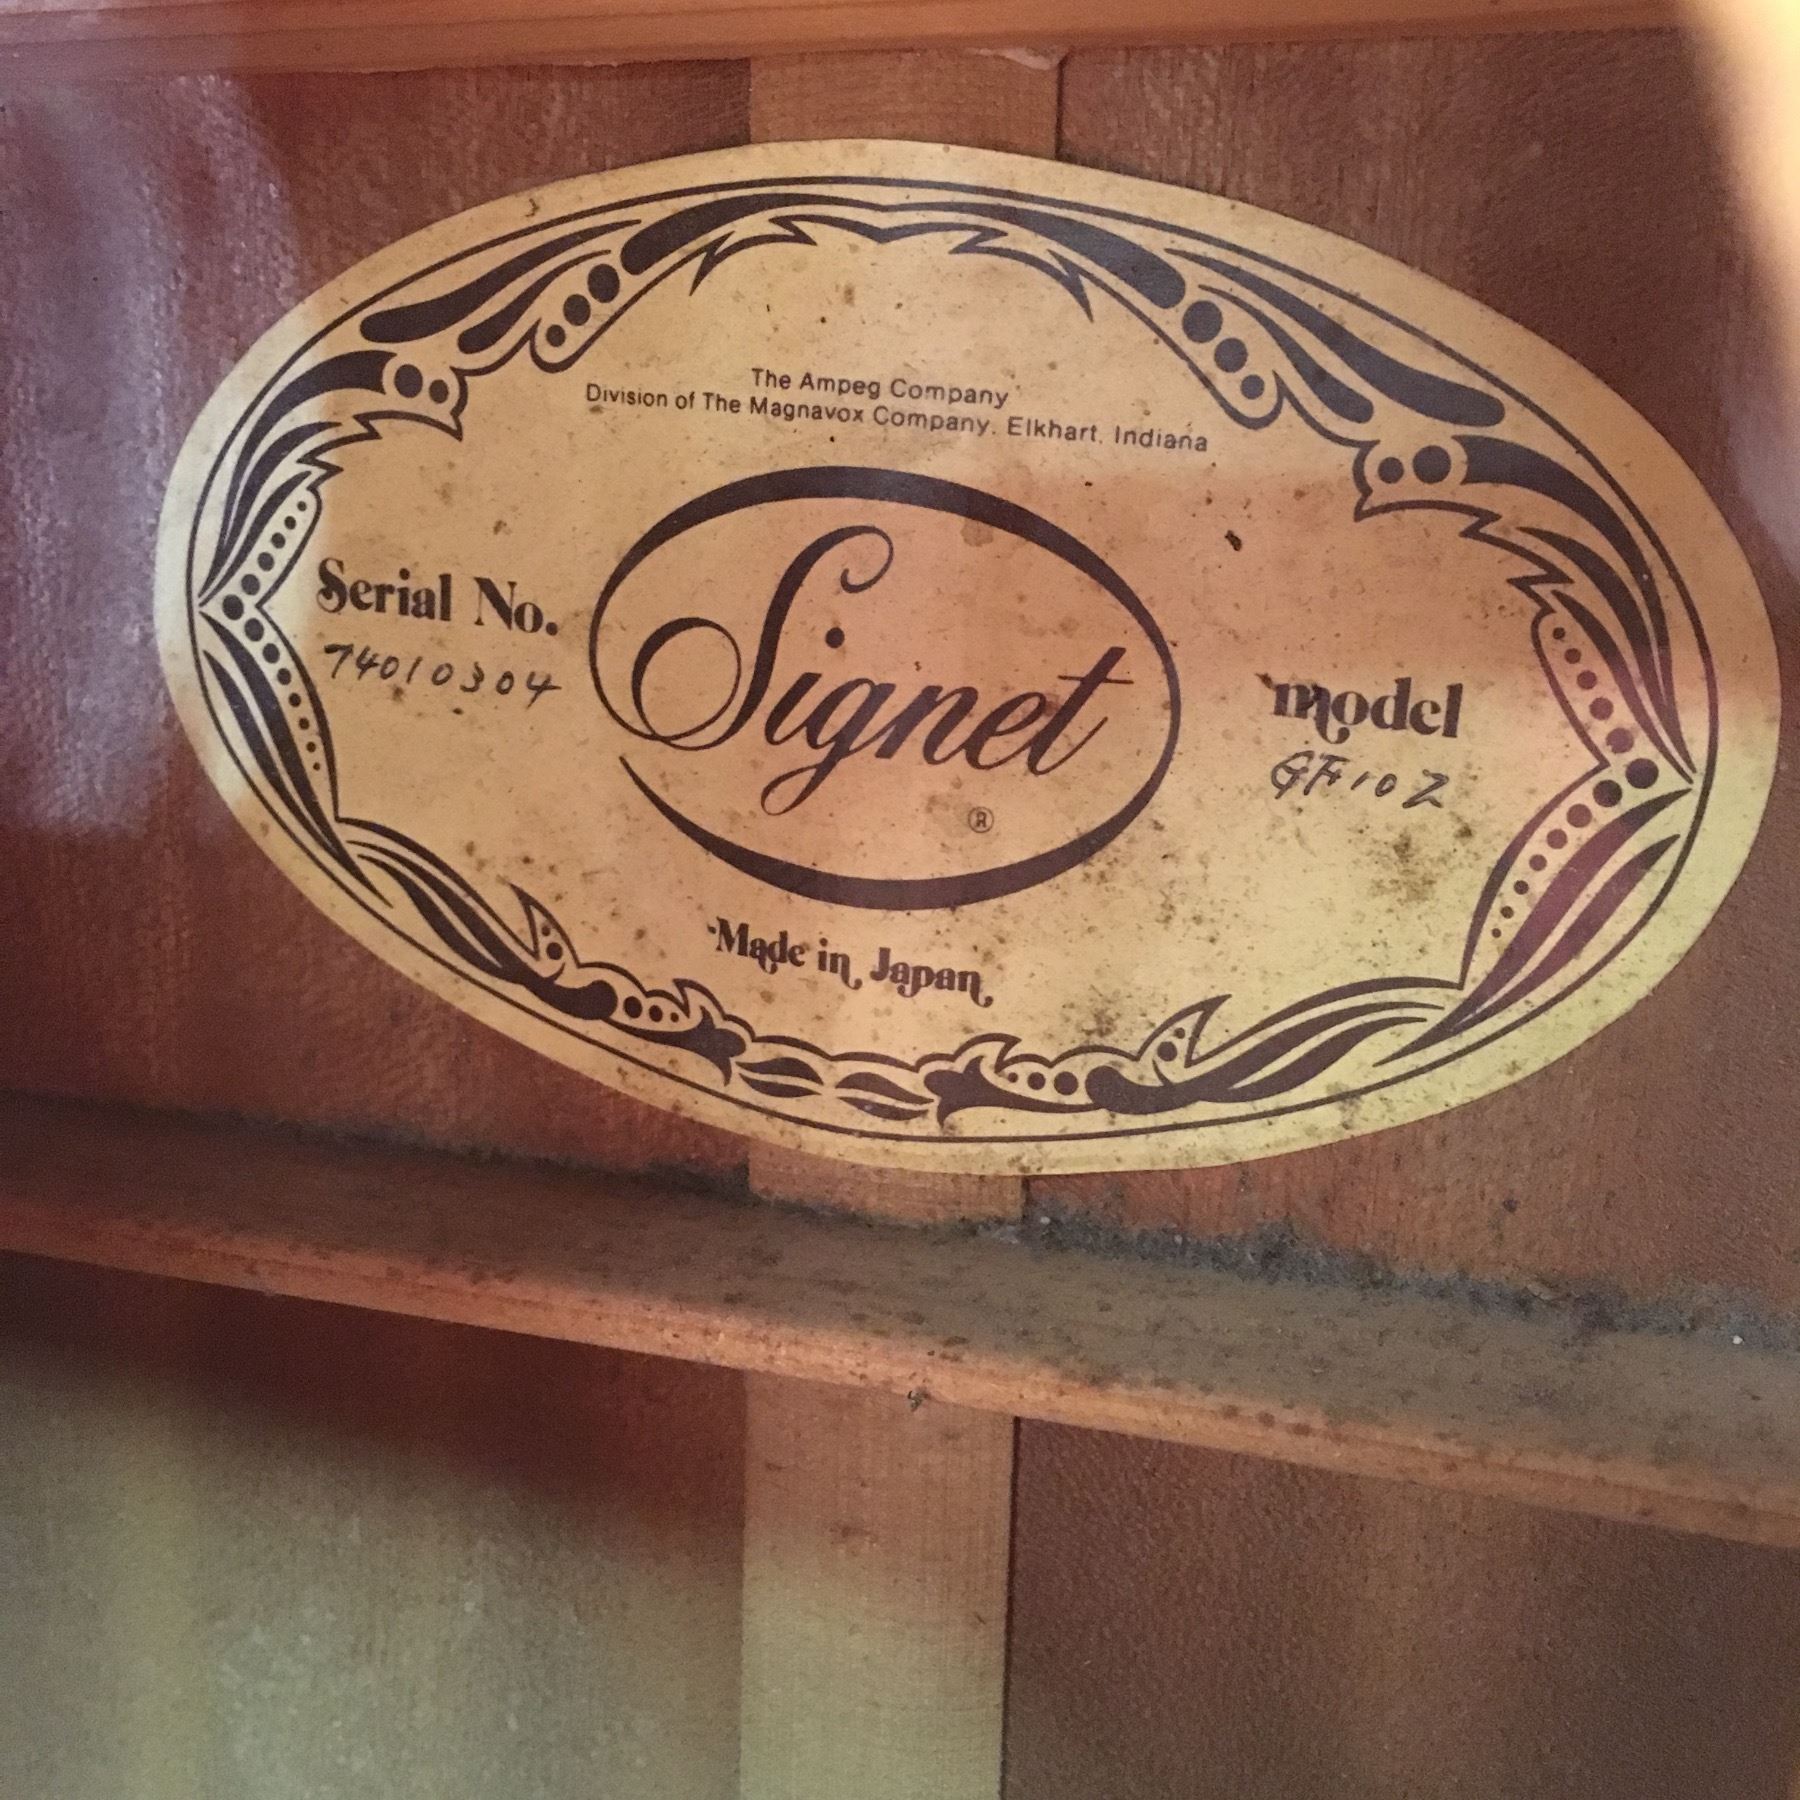 The Ampeg Company
Division of The Magnavox Company, Elkhart, Indiana
Serial No.
74010304
Signet
®
model
GF102
Made in Japan